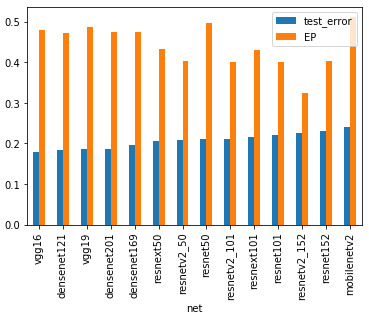 test_error
EP
0.5
0.4
0.3
0.2
0.1
0.0
vgg16
densenet121
vgg19
densenet201
densenet169
resnext50
resnetv2_50
resnet50
resnetv2_101
resnext101
resnet101
resnetv2_152
resnet152
mobilenetv2
net